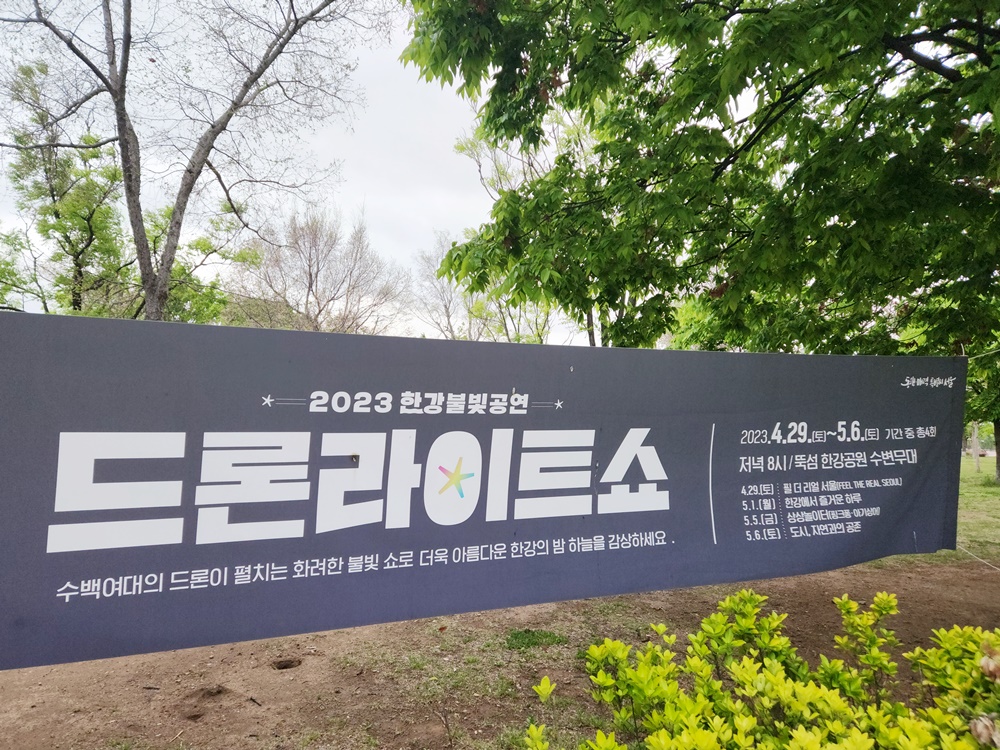 2023 한강불빛공연
드론라이트쇼
수백여대의 드론이 펼치는 화려한 불빛 쇼로 더욱 아름다운 한강의 밤 하늘을 감상하세요.
2023.4.29.(토)~5.6.(토) 기간 중 총4회
저녁 8시 / 뚝섬 한강공원 수변무대
4.29.(토) 필 더 리얼 서울(FEEL THE REAL SEOUL)
5.1.(월) 한강에서 즐거운 하루
5.5.(금) 상상놀이터(핑크퐁·아기상어)
5.6.(토) 도시, 자연과의 공존